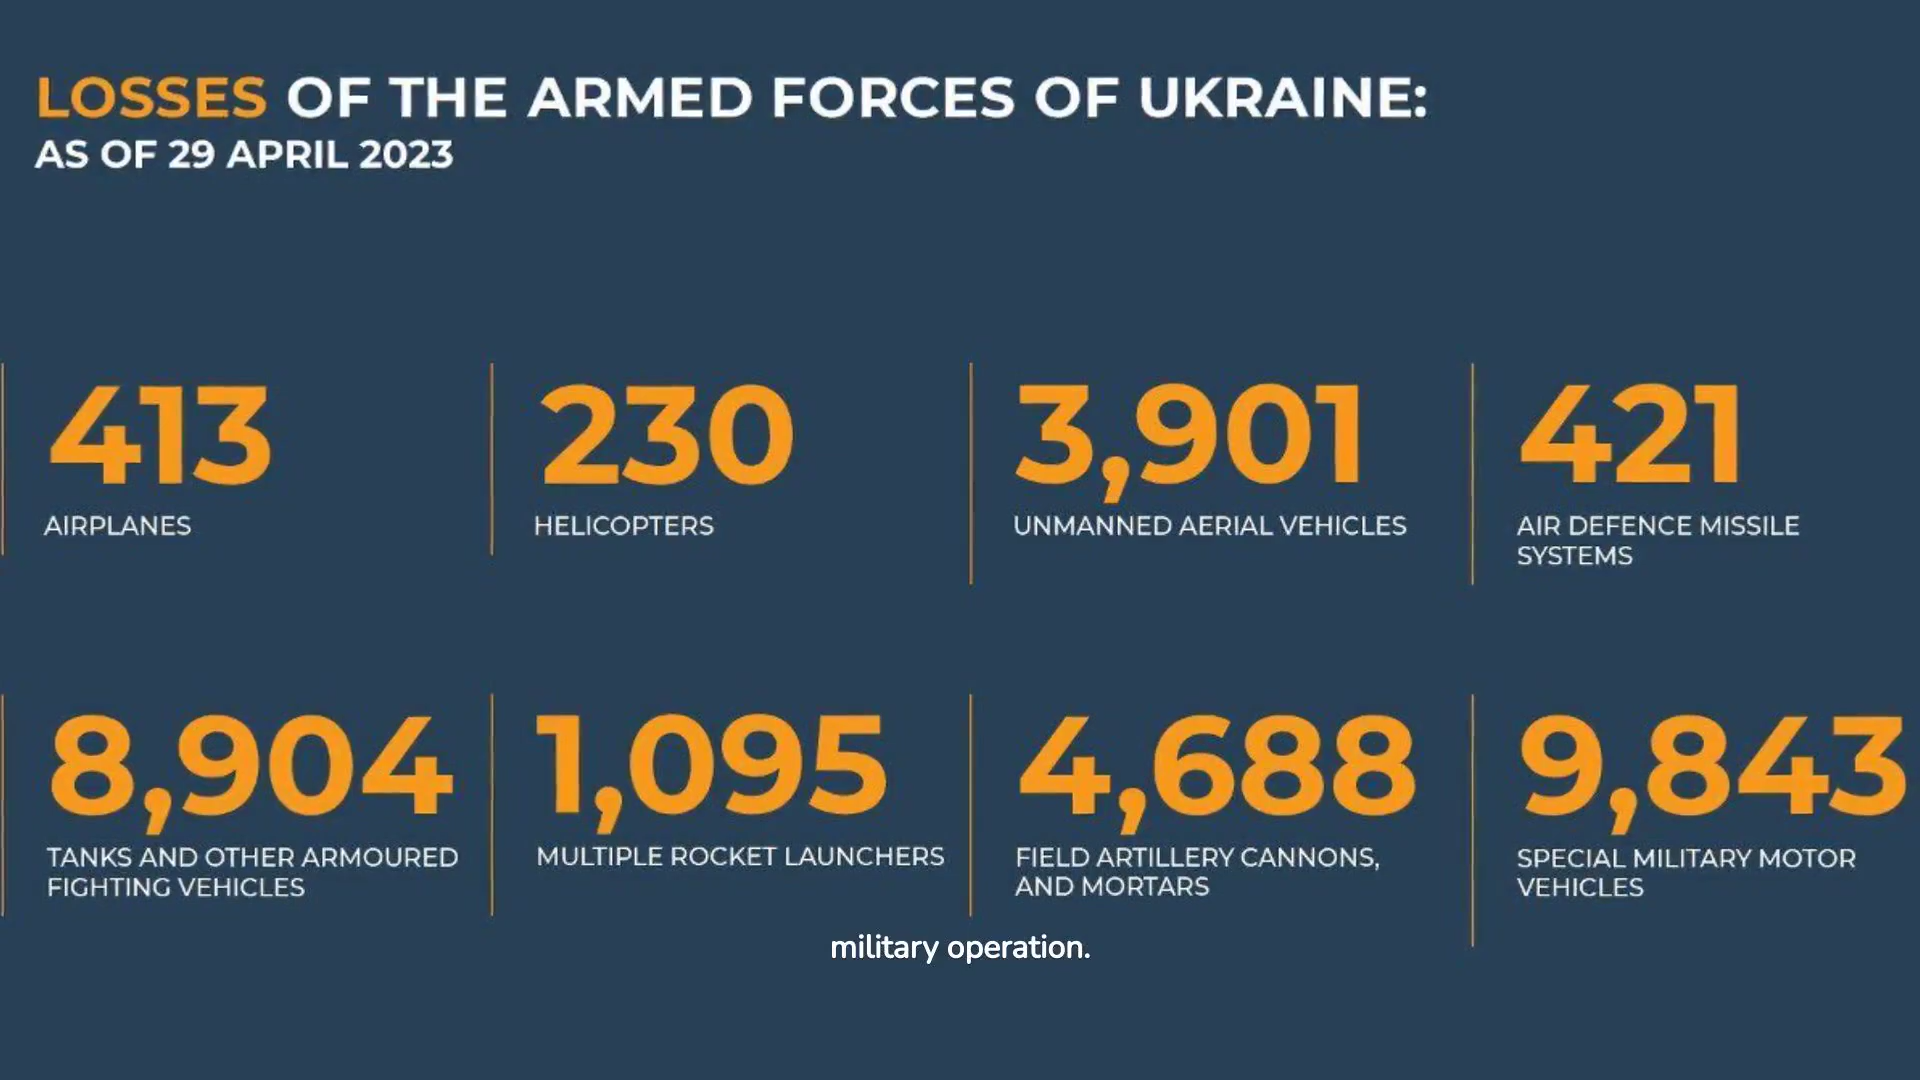 LOSSES OF THE ARMED FORCES OF UKRAINE:
AS OF 29 APRIL 2023
413
AIRPLANES
230
HELICOPTERS
3,901
UNMANNED AERIAL VEHICLES
421
AIR DEFENCE MISSILE
SYSTEMS
8,904
TANKS AND OTHER ARMOURED
FIGHTING VEHICLES
1,095
MULTIPLE ROCKET LAUNCHERS
4,688
FIELD ARTILLERY CANNONS,
AND MORTARS
9,843
SPECIAL MILITARY MOTOR
VEHICLES
military operation.